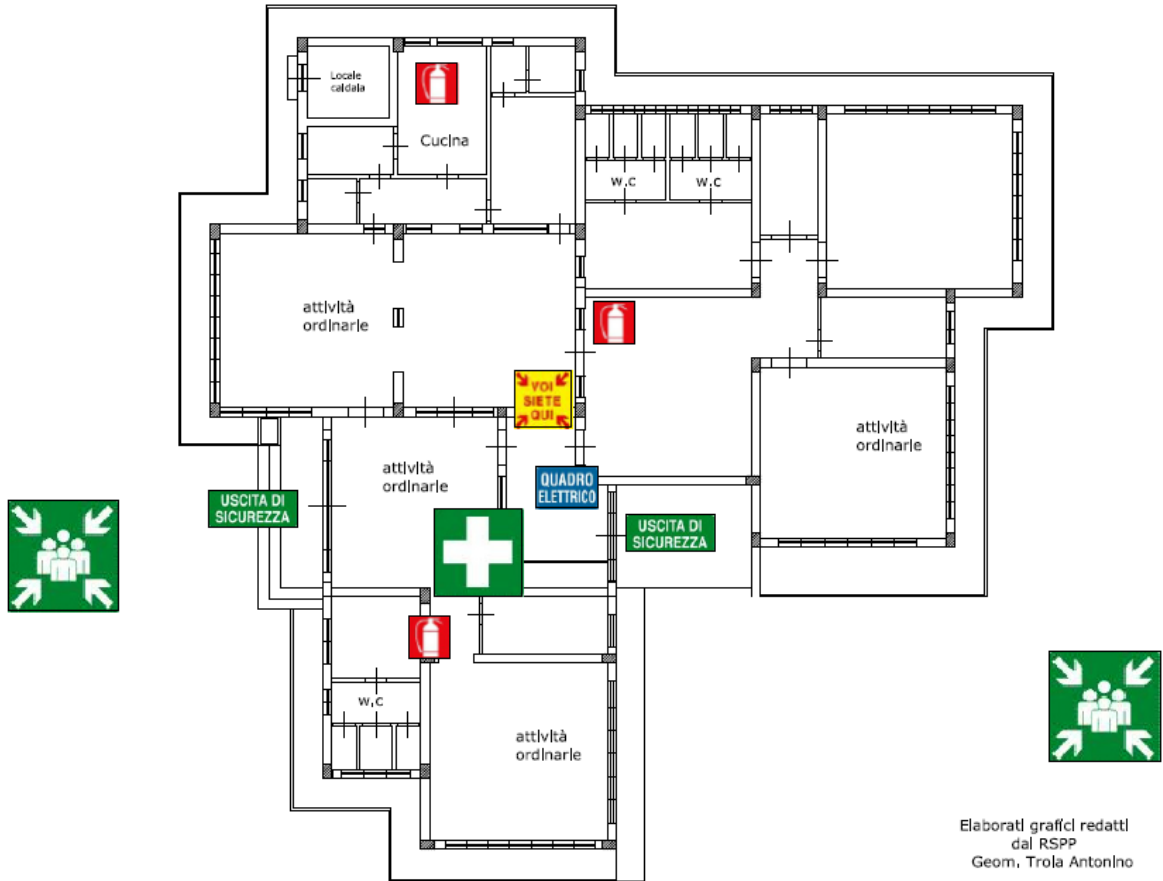 Locale
caldaia
Cucina
w.c
w.c
attività
ordinarie
VOI
SIETE
QUI
attività
ordinarie
attività
ordinarie
QUADRO
ELETTRICO
USCITA DI
SICUREZZA
USCITA DI
SICUREZZA
w.c
attività
ordinarie
Elaborati grafici redatti
dal RSPP
Geom. Troia Antonino